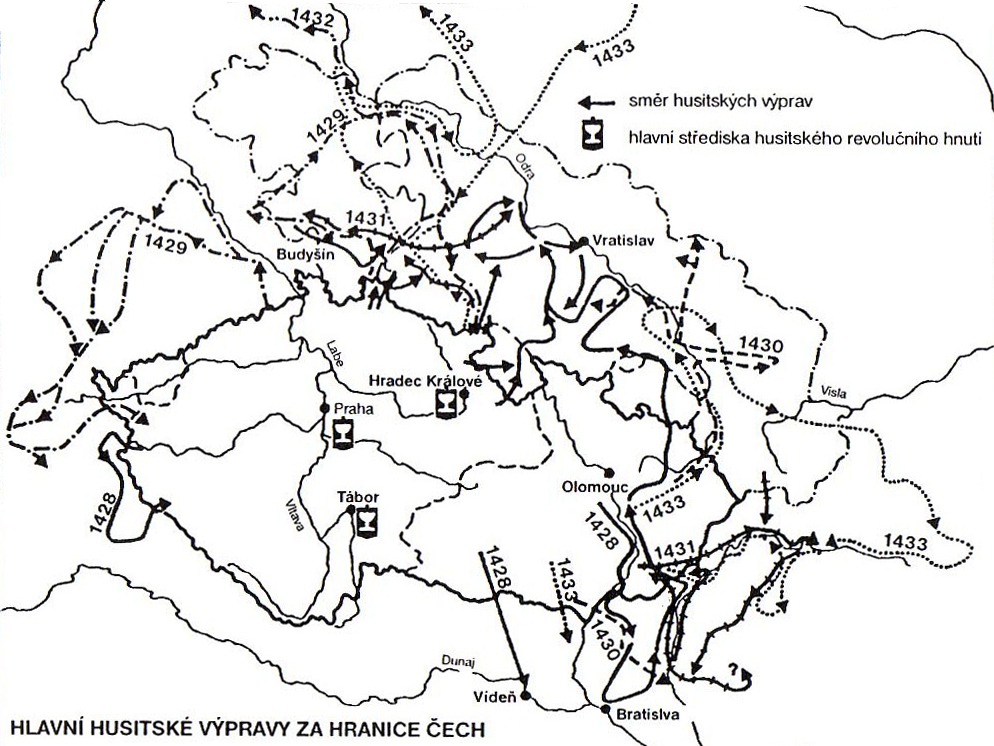 1432
1433
1433
směr husitských výprav
hlavní střediska husitského revolučního hnutí
1429
Odra
1431
1429
Budyšín
Vratislav
1430
Labe
Hradec Králové
Visla
Praha
Olomouc
Tábor
Vltava
1428
1433
1428
1431
1433
1428
1433
1430
Dunaj
?
Vídeň
Bratislva
HLAVNÍ HUSITSKÉ VÝPRAVY ZA HRANICE ČECH